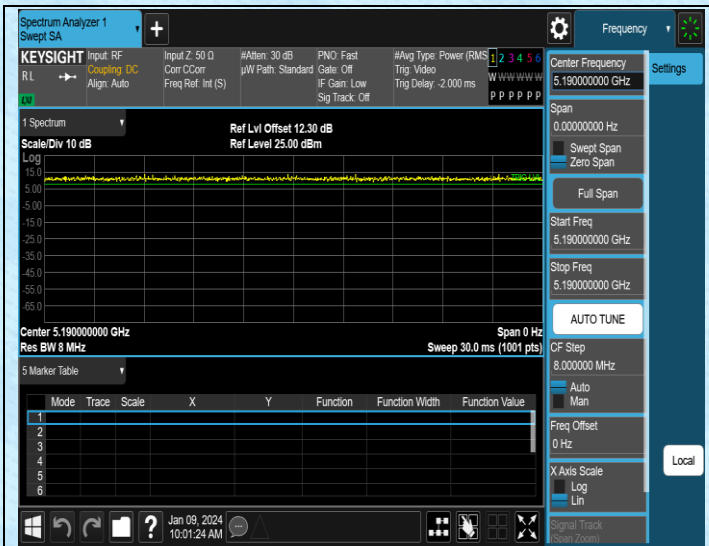 Spectrum Analyzer 1
Swept SA
Frequency
KEYSIGHT
RL
LXI
Input: RF
Coupling: DC
Align: Auto
Input Z: 50 Ω
Corr CCorr
Freq Ref: Int (S)
#Atten: 30 dB
µW Path: Standard
PNO: Fast
Gate: Off
IF Gain: Low
Sig Track: Off
#Avg Type: Power (RMS
Trig: Video
Trig Delay: -2.000 ms
1 2 3 4 5 6
W W W W W W
P P P P P P
1 Spectrum
Scale/Div 10 dB
Ref Lvl Offset 12.30 dB
Ref Level 25.00 dBm
Log
15.0
5.00
-5.00
-15.0
-25.0
-35.0
-45.0
-55.0
-65.0
Center 5.190000000 GHz
Res BW 8 MHz
Span 0 Hz
Sweep 30.0 ms (1001 pts)
5 Marker Table
Mode Trace Scale X Y Function Function Width Function Value
1
2
3
4
5
6
Jan 09, 2024
10:01:24 AM
Center Frequency
5.190000000 GHz
Span
0.00000000 Hz
Swept Span
Zero Span
Full Span
Start Freq
5.190000000 GHz
Stop Freq
5.190000000 GHz
AUTO TUNE
CF Step
8.000000 MHz
Auto
Man
Freq Offset
0 Hz
X Axis Scale
Log
Lin
Signal Track
(Span Zoom)
Settings
Local